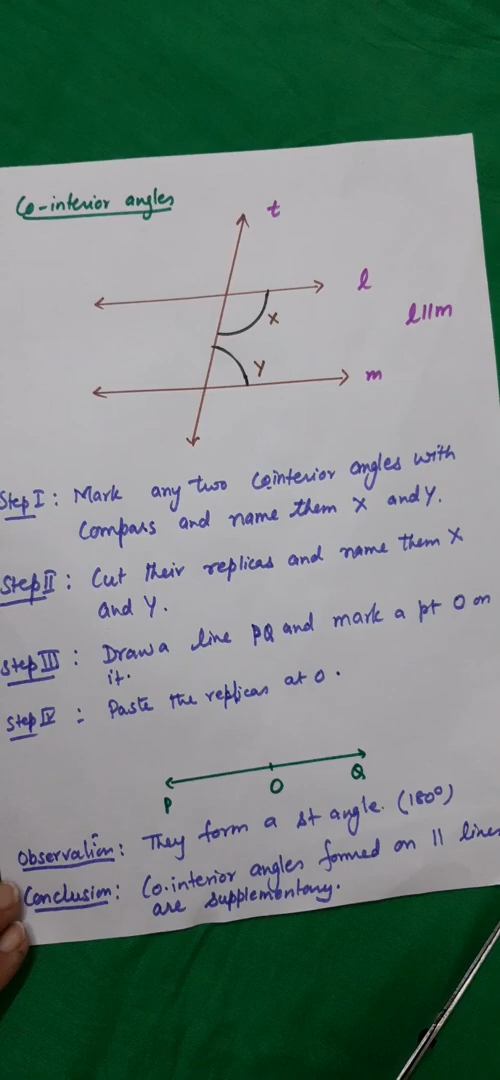 Co-interior angles
t
l
X
l||m
Y
m
Step I : Mark any two Cointerior angles with
Compass and name them X and Y.
Step II : Cut their replicas and name them X
and Y.
Step III : Draw a line PQ and mark a pt O on
it.
Step IV : Paste the replicas at O.
P O Q
Observation: They form a st angle. (180°)
Conclusion: Co-interior angles formed on || lines
are supplementary.